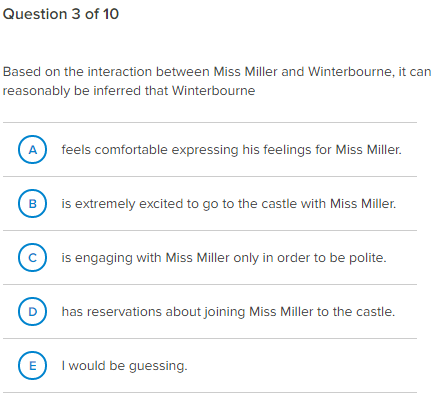 Question 3 of 10
Based on the interaction between Miss Miller and Winterbourne, it can
reasonably be inferred that Winterbourne
A feels comfortable expressing his feelings for Miss Miller.
B is extremely excited to go to the castle with Miss Miller.
C is engaging with Miss Miller only in order to be polite.
D has reservations about joining Miss Miller to the castle.
E I would be guessing.